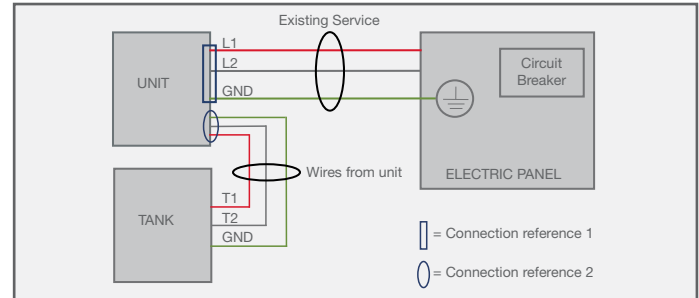 Existing Service
L1
L2
GND
UNIT
Circuit
Breaker
ELECTRIC PANEL
Wires from unit
T1
T2
GND
TANK
= Connection reference 1
= Connection reference 2